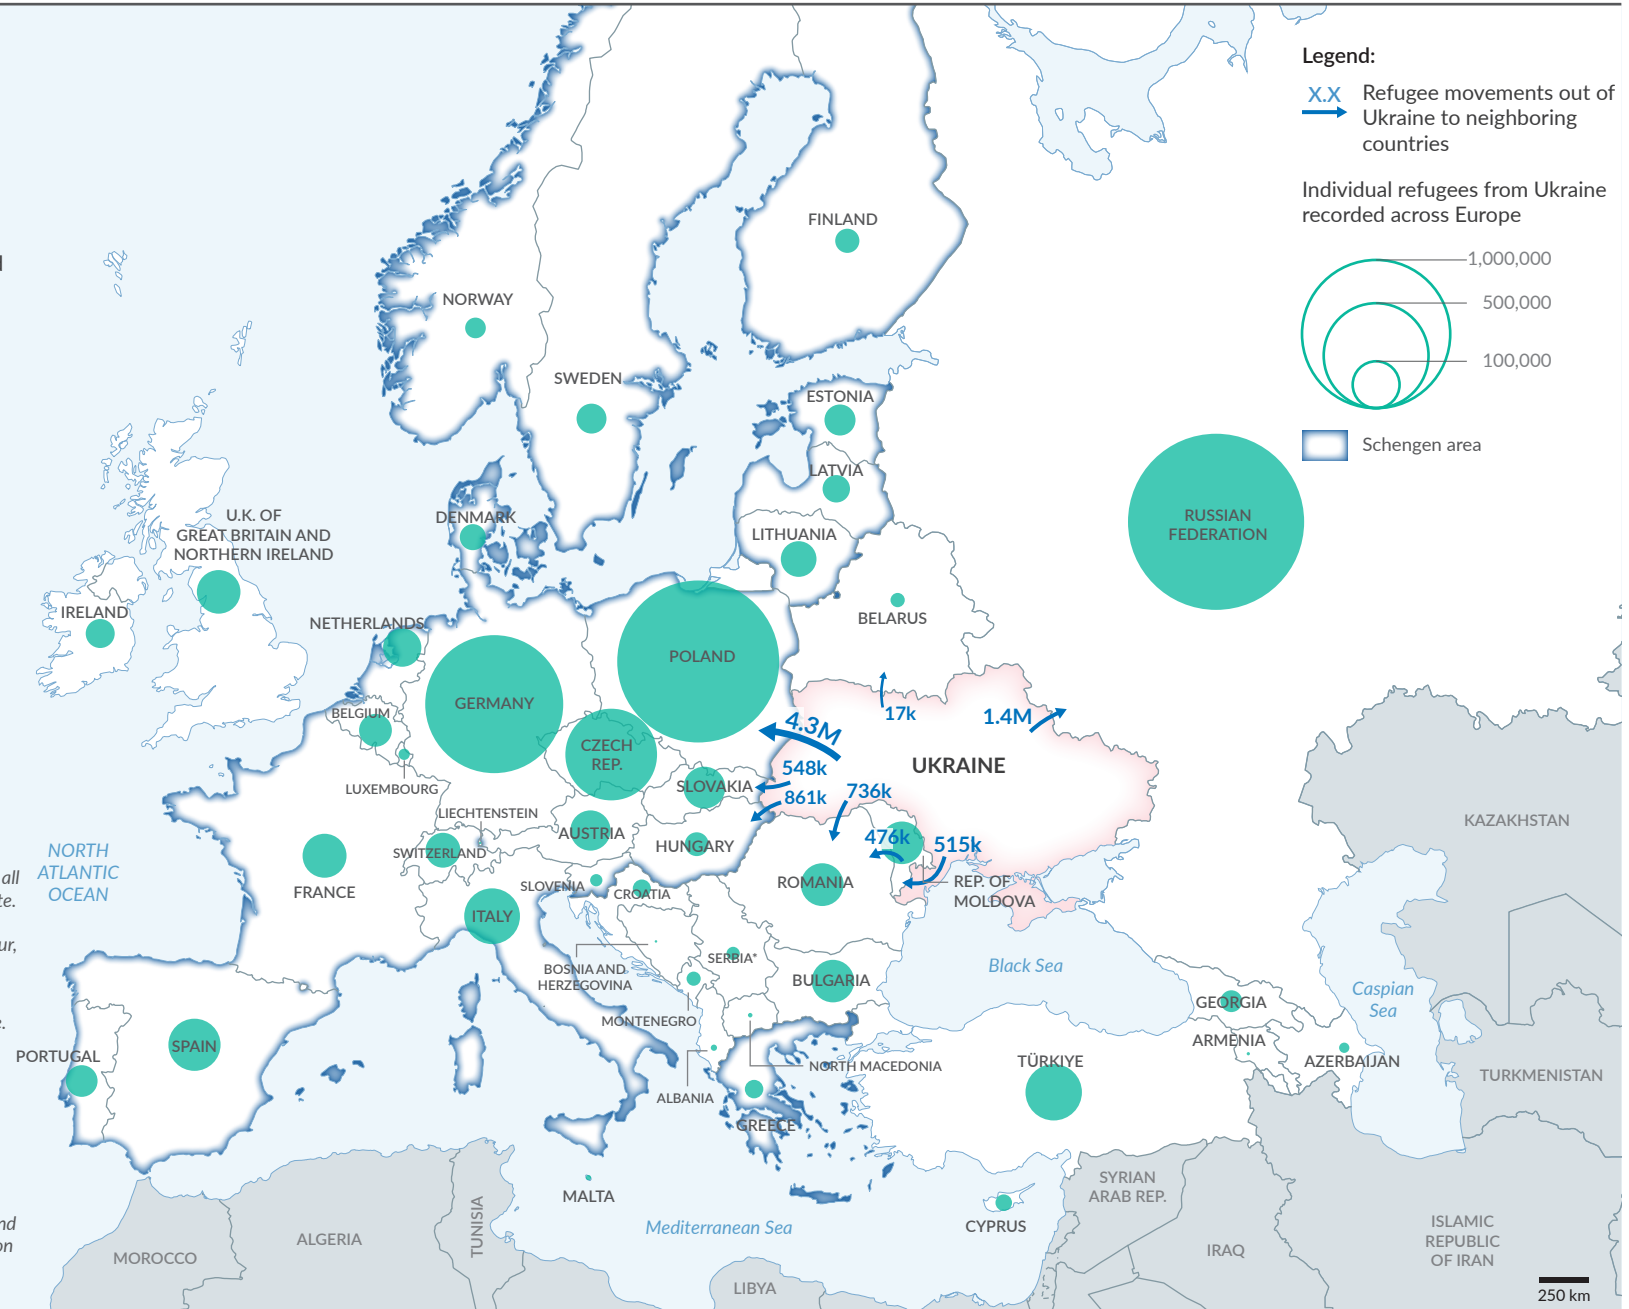 Legend:
X.X
Refugee movements out of
Ukraine to neighboring
countries
Individual refugees from Ukraine
recorded across Europe
1,000,000
500,000
100,000
Schengen area
FINLAND
NORWAY
SWEDEN
ESTONIA
LATVIA
LITHUANIA
DENMARK
U.K. OF
GREAT BRITAIN AND
NORTHERN IRELAND
IRELAND
NETHERLANDS
RUSSIAN
FEDERATION
BELARUS
POLAND
GERMANY
BELGIUM
CZECH
REP.
17k
1.4M
4.3M
UKRAINE
548k
861k
736k
476k
515k
LUXEMBOURG
SLOVAKIA
LIECHTENSTEIN
AUSTRIA
SWITZERLAND
HUNGARY
KAZAKHSTAN
NORTH
ATLANTIC
OCEAN
all
te.
ur,
e.
FRANCE
SLOVENIA
CROATIA
ROMANIA
REP. OF
MOLDOVA
ITALY
BOSNIA AND
HERZEGOVINA
SERBIA*
BULGARIA
Black Sea
Caspian
Sea
GEORGIA
MONTENEGRO
ARMENIA
AZERBAIJAN
PORTUGAL
SPAIN
NORTH MACEDONIA
TÜRKIYE
TURKMENISTAN
ALBANIA
GREECE
MALTA
SYRIAN
ARAB REP.
CYPRUS
Mediterranean Sea
nd
on
MOROCCO
ALGERIA
TUNISIA
LIBYA
IRAQ
ISLAMIC
REPUBLIC
OF IRAN
250 km